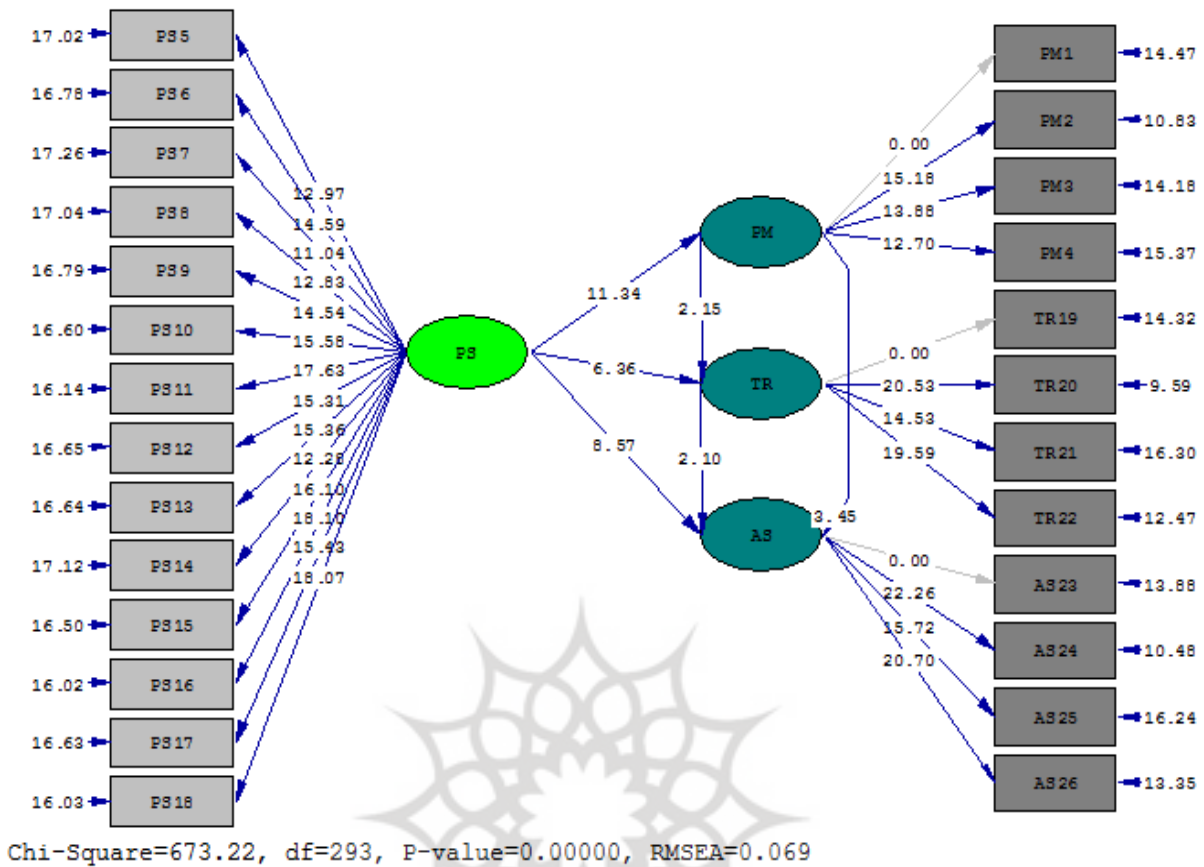 17.02 PS5
16.78 PS6
17.26 PS7
17.04 PS8
16.79 PS9
16.60 PS10
16.14 PS11
16.65 PS12
16.64 PS13
17.12 PS14
16.50 PS15
16.02 PS16
16.63 PS17
16.03 PS18
12.97
14.59
11.04
12.83
14.54
15.58
17.63
15.31
15.36
12.28
16.10
18.10
15.43
18.07
PS
11.34
6.36
8.57
PM
2.15
TR
2.10
AS
3.45
0.00
15.18
13.88
12.70
0.00
20.53
14.53
19.59
0.00
22.26
15.72
20.70
PM1 14.47
PM2 10.83
PM3 14.18
PM4 15.37
TR19 14.32
TR20 9.59
TR21 16.30
TR22 12.47
AS23 13.88
AS24 10.48
AS25 16.24
AS26 13.35
Chi-Square=673.22, df=293, P-value=0.00000, RMSEA=0.069